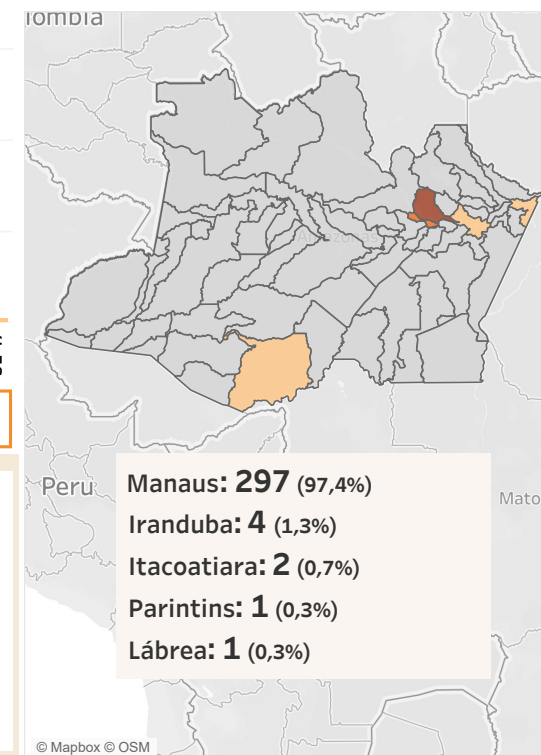 lombia
Amazonas
Peru
Mato
Manaus: 297 (97,4%)
Iranduba: 4 (1,3%)
Itacoatiara: 2 (0,7%)
Parintins: 1 (0,3%)
Lábrea: 1 (0,3%)
© Mapbox © OSM